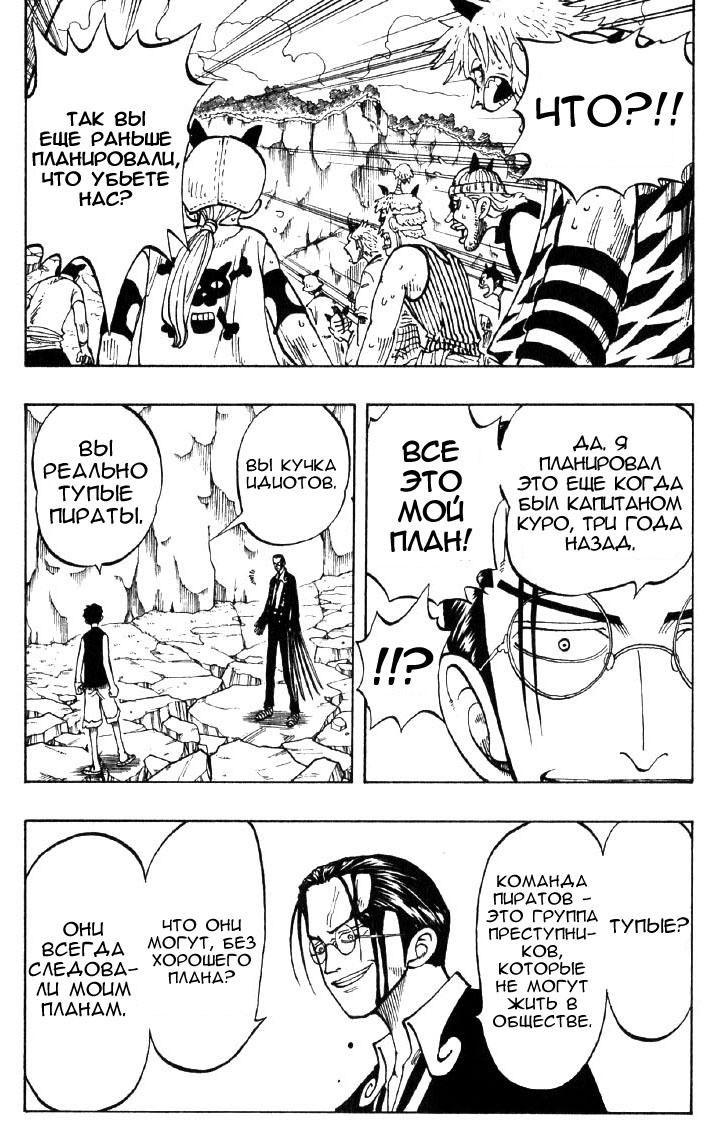 ЧТО?!!
ТАК ВЫ
ЕЩЕ РАНЬШЕ
ПЛАНИРОВАЛИ,
ЧТО УБЬЕТЕ
НАС?
ДА. Я
ПЛАНИРОВАЛ
ЭТО ЕЩЕ КОГДА
БЫЛ КАПИТАНОМ
КУРО, ТРИ ГОДА
НАЗАД.
ВСЕ
ЭТО
МОЙ
ПЛАН!
!!?
ВЫ КУЧКА
ИДИОТОВ.
ВЫ
РЕАЛЬНО
ТУПЫЕ
ПИРАТЫ.
ТУПЫЕ?
КОМАНДА
ПИРАТОВ –
ЭТО ГРУППА
ПРЕСТУПНИ-
КОВ,
КОТОРЫЕ
НЕ МОГУТ
ЖИТЬ В
ОБЩЕСТВЕ.
ЧТО ОНИ
МОГУТ, БЕЗ
ХОРОШЕГО
ПЛАНА?
ОНИ
ВСЕГДА
СЛЕДОВА-
ЛИ МОИМ
ПЛАНАМ.